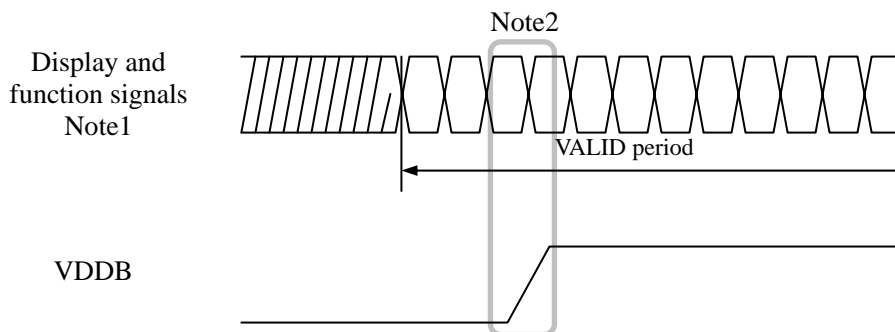 Note2
Display and
function signals
Note1
VALID period
VDDB